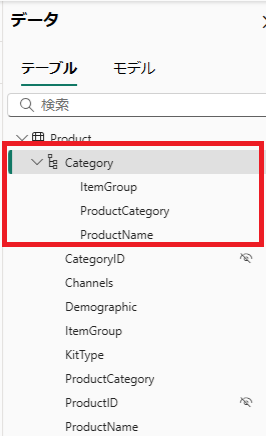 データ
テーブル
モデル
検索
Product
Category
ItemGroup
ProductCategory
ProductName
CategoryID
Channels
Demographic
ItemGroup
KitType
ProductCategory
ProductID
ProductName